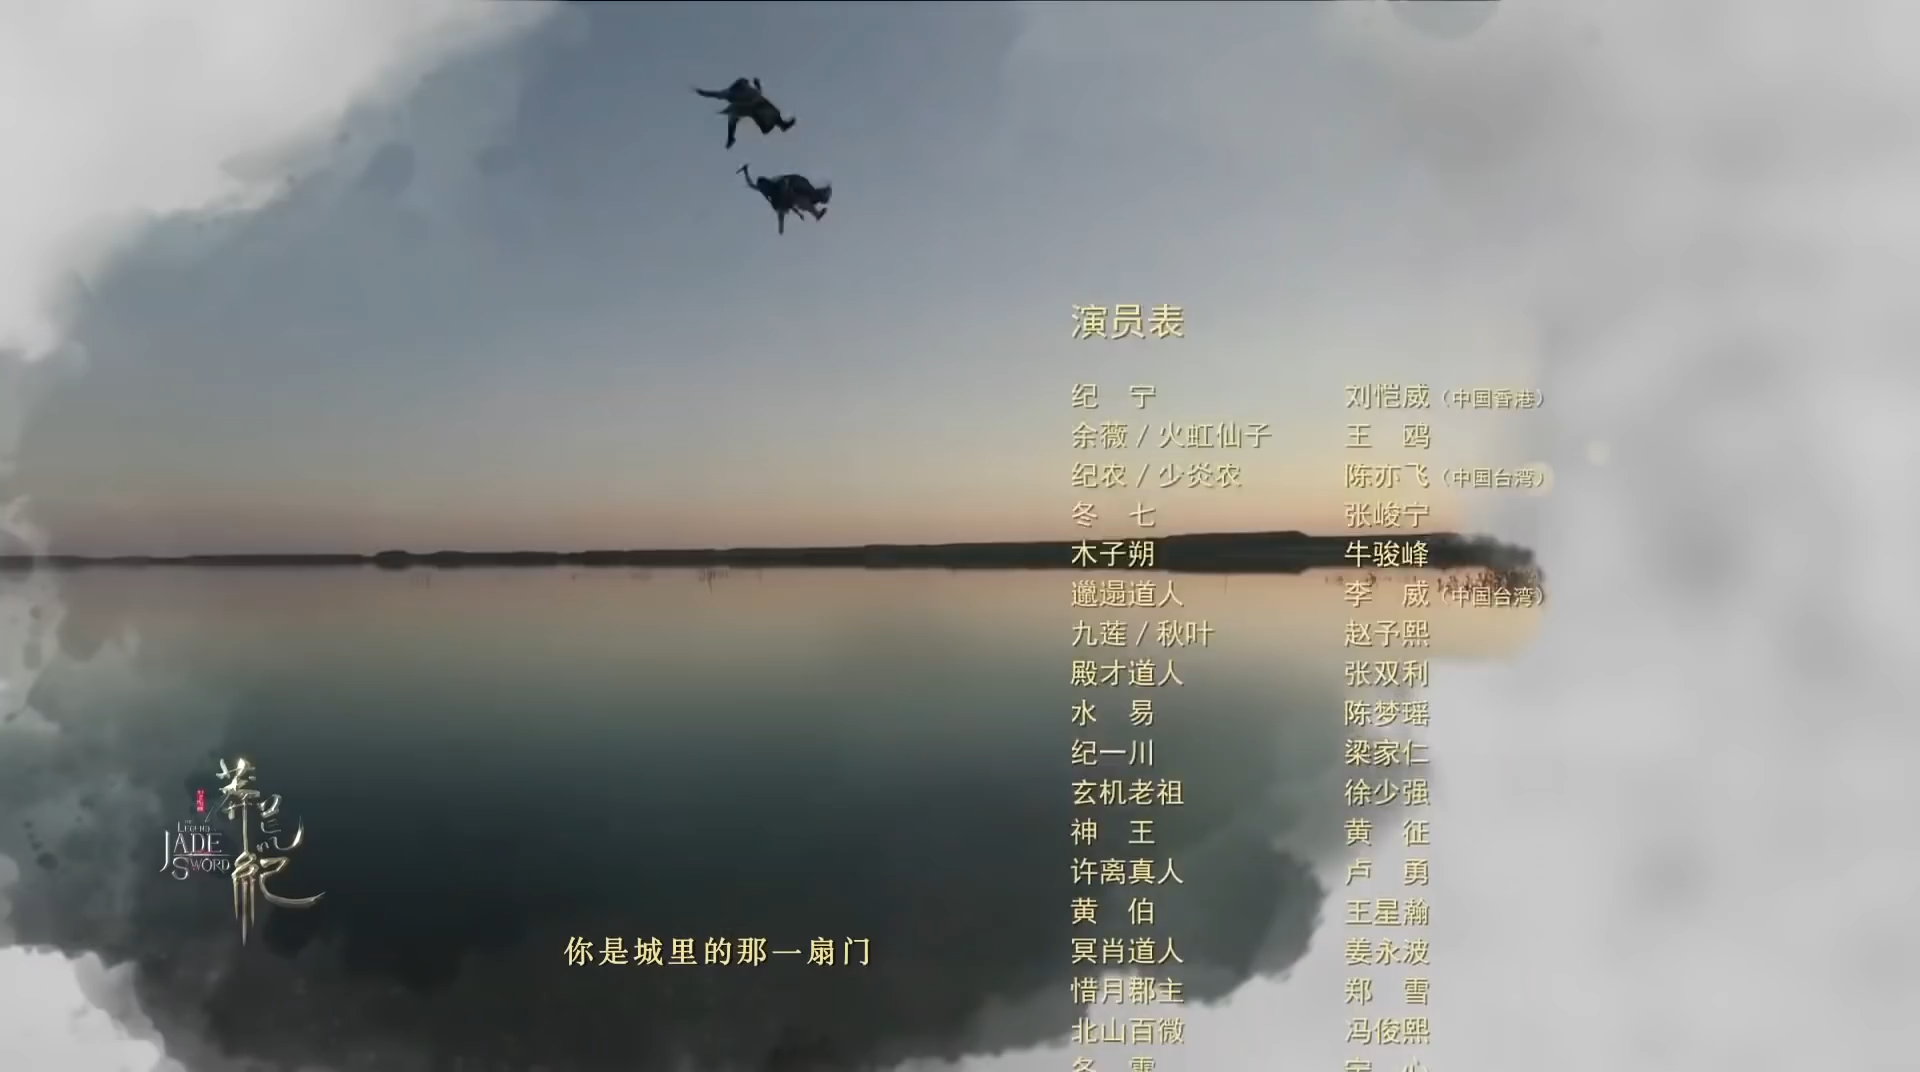 演员表
纪 宁 刘恺威（中国香港）
余薇 / 火虹仙子 王 鸥
纪农 / 少炎农 陈亦飞（中国台湾）
冬 七 张峻宁
木子朔 牛骏峰
邋遢道人 李 威（中国台湾）
九莲 / 秋叶 赵予熙
殿才道人 张双利
水 易 陈梦瑶
纪一川 梁家仁
玄机老祖 徐少强
神 王 黄 征
许离真人 卢 勇
黄 伯 王星瀚
冥肖道人 姜永波
惜月郡主 郑 雪
北山百微 冯俊熙
莽荒纪
THE LEGEND OF
JADE
SWORD
你是城里的那一扇门